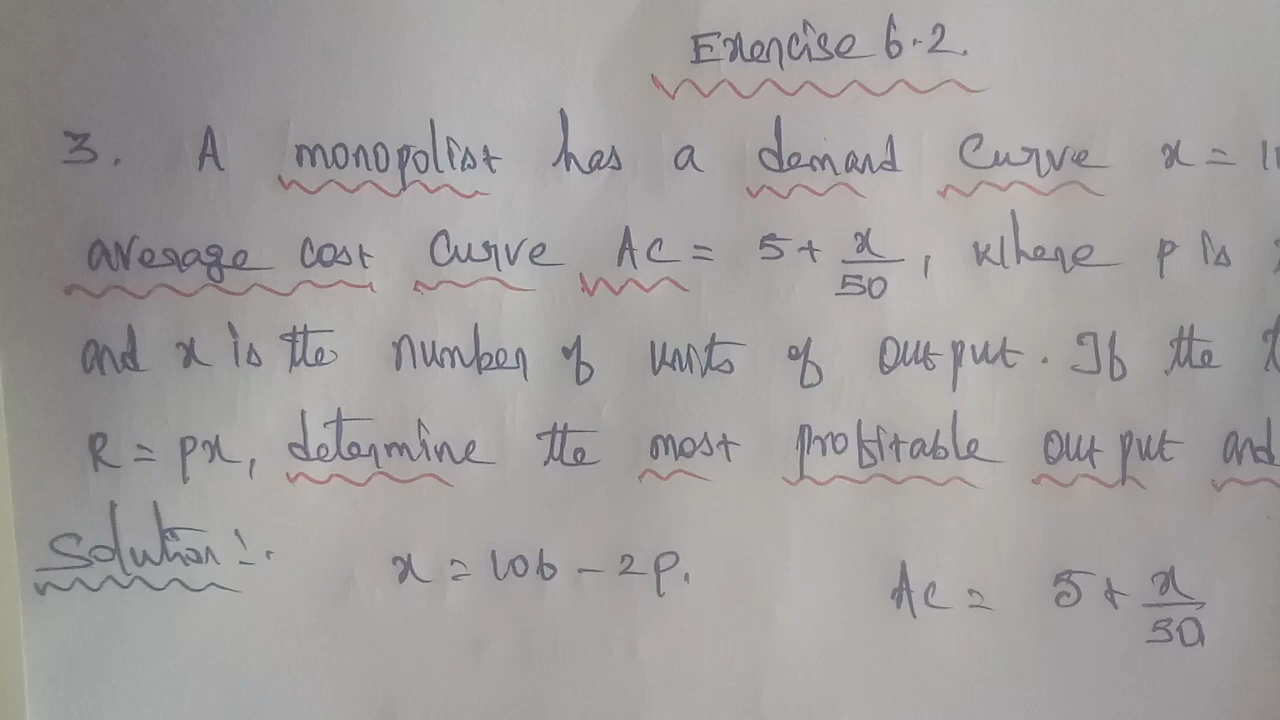 Exercise 6.2.
3. A monopolist has a demand curve x =
average cost curve AC = 5 + x/50, where p is
and x is the number of units of output. If the
R = px, determine the most profitable output and
Solution:- x = 106 - 2p. AC = 5 + x/50